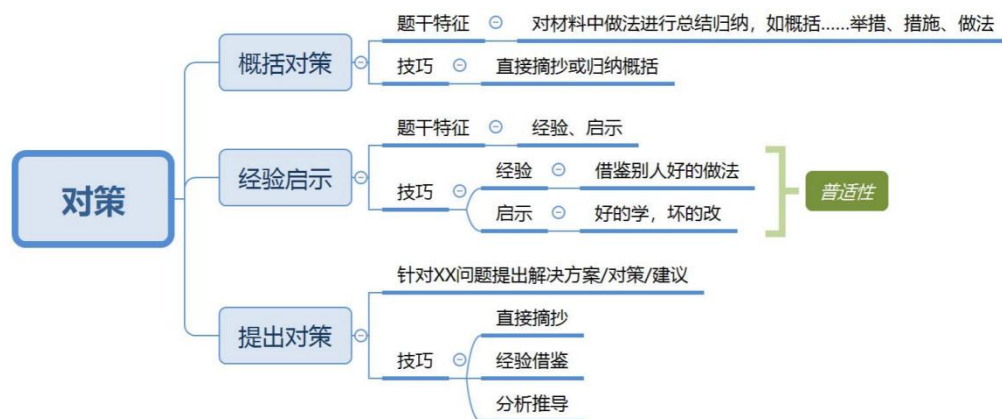 对策
概括对策
题干特征
对材料中做法进行总结归纳，如概括......举措、措施、做法
技巧
直接摘抄或归纳概括
经验启示
题干特征
经验、启示
技巧
经验
借鉴别人好的做法
启示
好的学，坏的改
普适性
提出对策
针对XX问题提出解决方案/对策/建议
技巧
直接摘抄
经验借鉴
分析推导